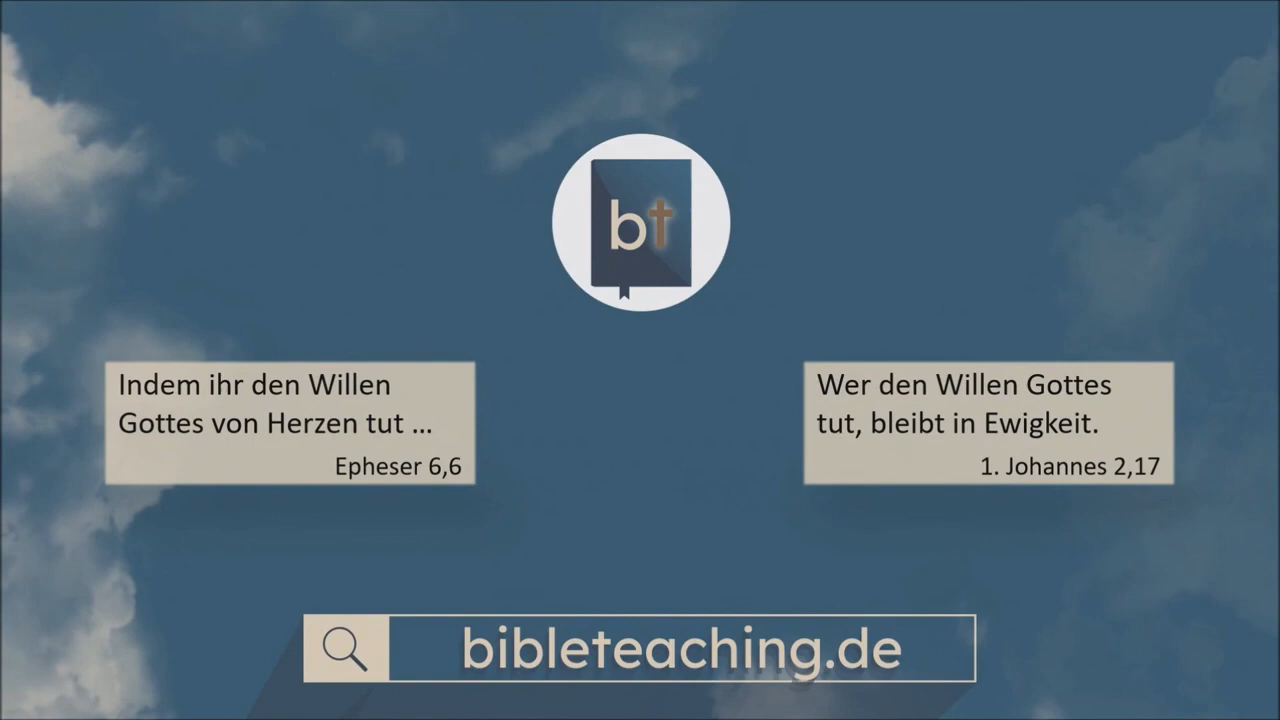 bt
Indem ihr den Willen
Gottes von Herzen tut ...
Epheser 6,6
Wer den Willen Gottes
tut, bleibt in Ewigkeit.
1. Johannes 2,17
bibleteaching.de